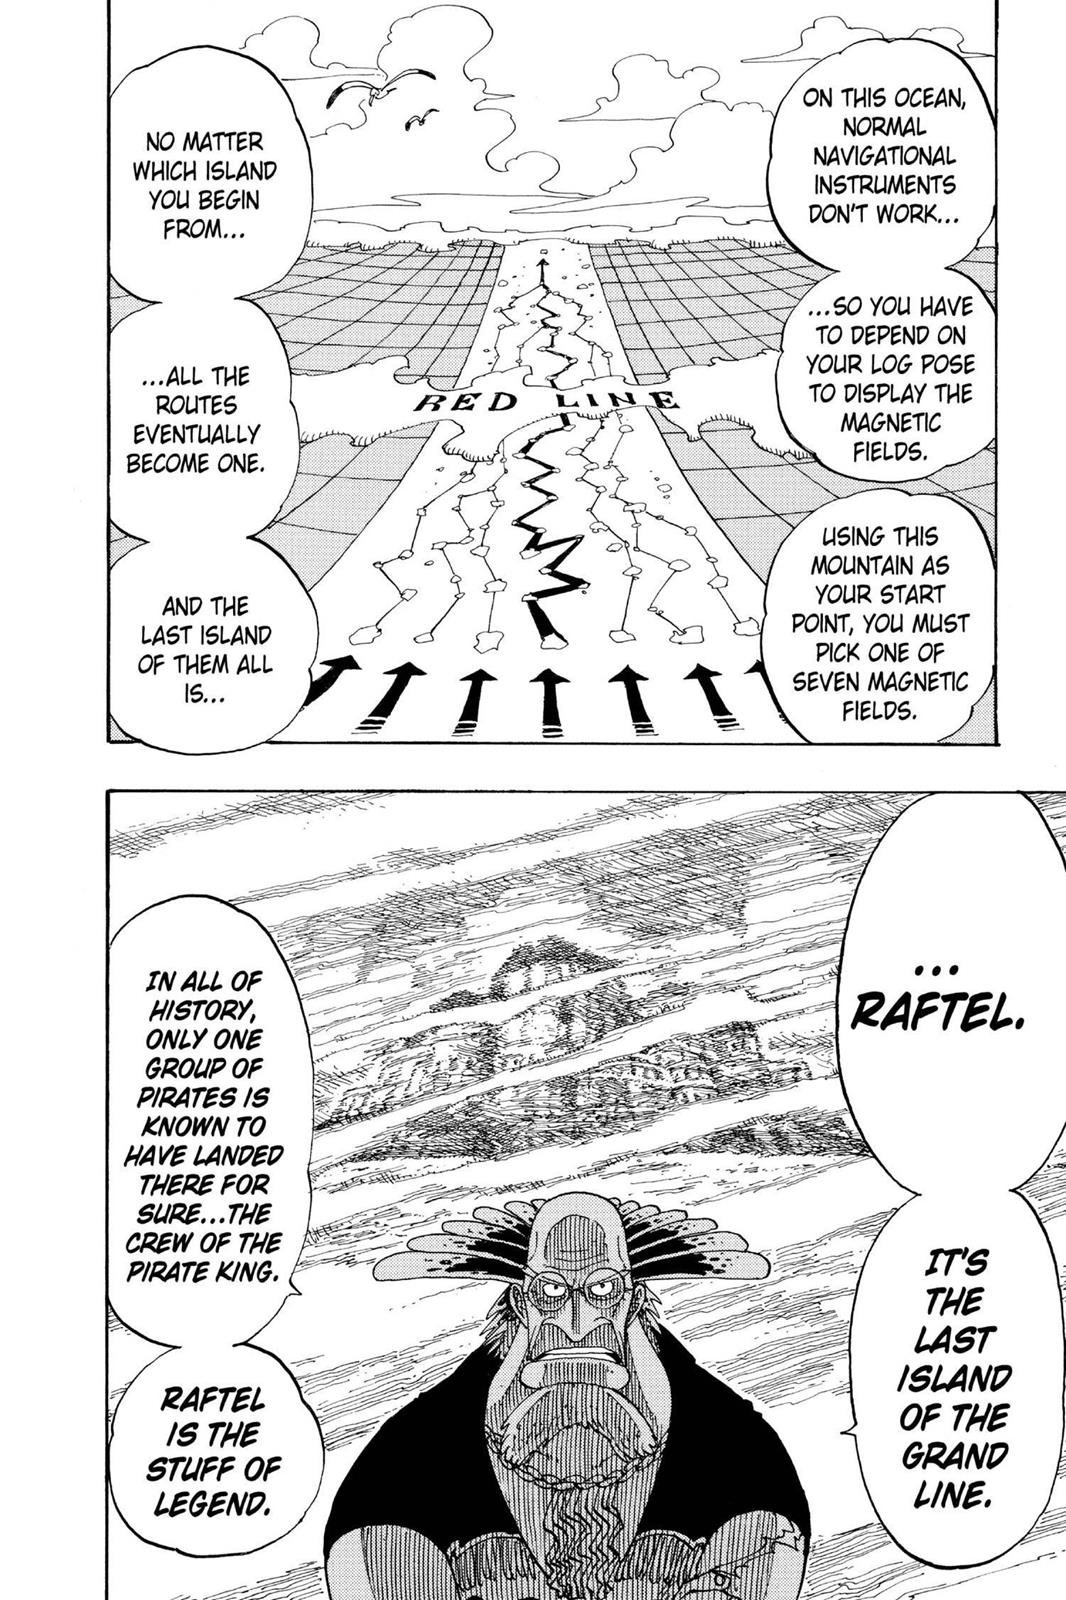 ON THIS OCEAN,
NORMAL
NAVIGATIONAL
INSTRUMENTS
DON'T WORK...
...SO YOU HAVE
TO DEPEND ON
YOUR LOG POSE
TO DISPLAY THE
MAGNETIC
FIELDS.
USING THIS
MOUNTAIN AS
YOUR START
POINT, YOU MUST
PICK ONE OF
SEVEN MAGNETIC
FIELDS.
RED LINE
NO MATTER
WHICH ISLAND
YOU BEGIN
FROM...
...ALL THE
ROUTES
EVENTUALLY
BECOME ONE.
AND THE
LAST ISLAND
OF THEM ALL
IS...
...
RAFTEL.
IT'S
THE
LAST
ISLAND
OF THE
GRAND
LINE.
IN ALL OF
HISTORY,
ONLY ONE
GROUP OF
PIRATES IS
KNOWN TO
HAVE LANDED
THERE FOR
SURE...THE
CREW OF THE
PIRATE KING.
RAFTEL
IS THE
STUFF OF
LEGEND.